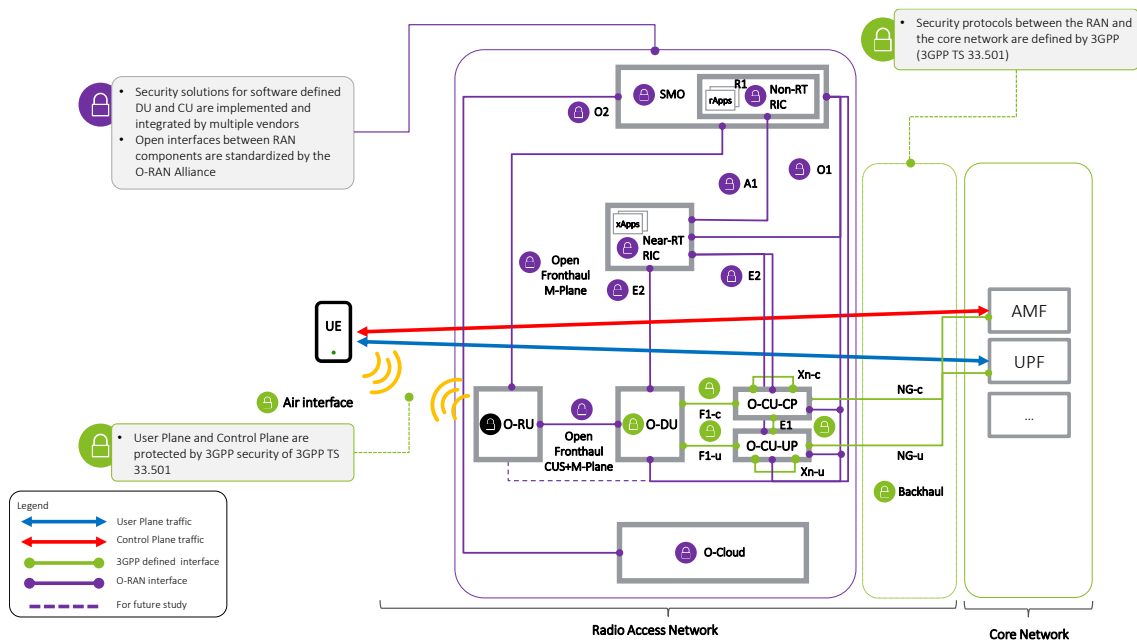 • Security protocols between the RAN and
the core network are defined by 3GPP
(3GPP TS 33.501)
• Security solutions for software defined
DU and CU are implemented and
integrated by multiple vendors
• Open interfaces between RAN
components are standardized by the
O-RAN Alliance
O2
SMO
R1
rApps
Non-RT
RIC
A1
O1
xApps
Near-RT
RIC
Open
Fronthaul
M-Plane
E2
E2
UE
AMF
UPF
...
Air interface
O-RU
Open
Fronthaul
CUS+M-Plane
O-DU
F1-c
F1-u
Xn-c
O-CU-CP
E1
O-CU-UP
Xn-u
NG-c
NG-u
Backhaul
• User Plane and Control Plane are
protected by 3GPP security of 3GPP TS
33.501
Legend
User Plane traffic
Control Plane traffic
3GPP defined interface
O-RAN interface
For future study
O-Cloud
Radio Access Network
Core Network